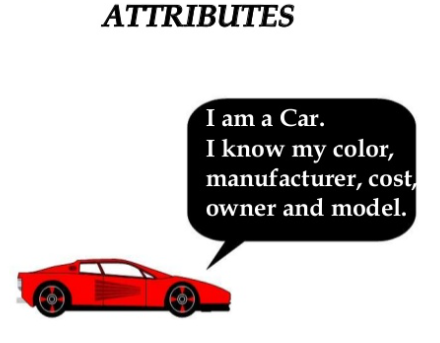 ATTRIBUTES
I am a Car.
I know my color,
manufacturer, cost,
owner and model.